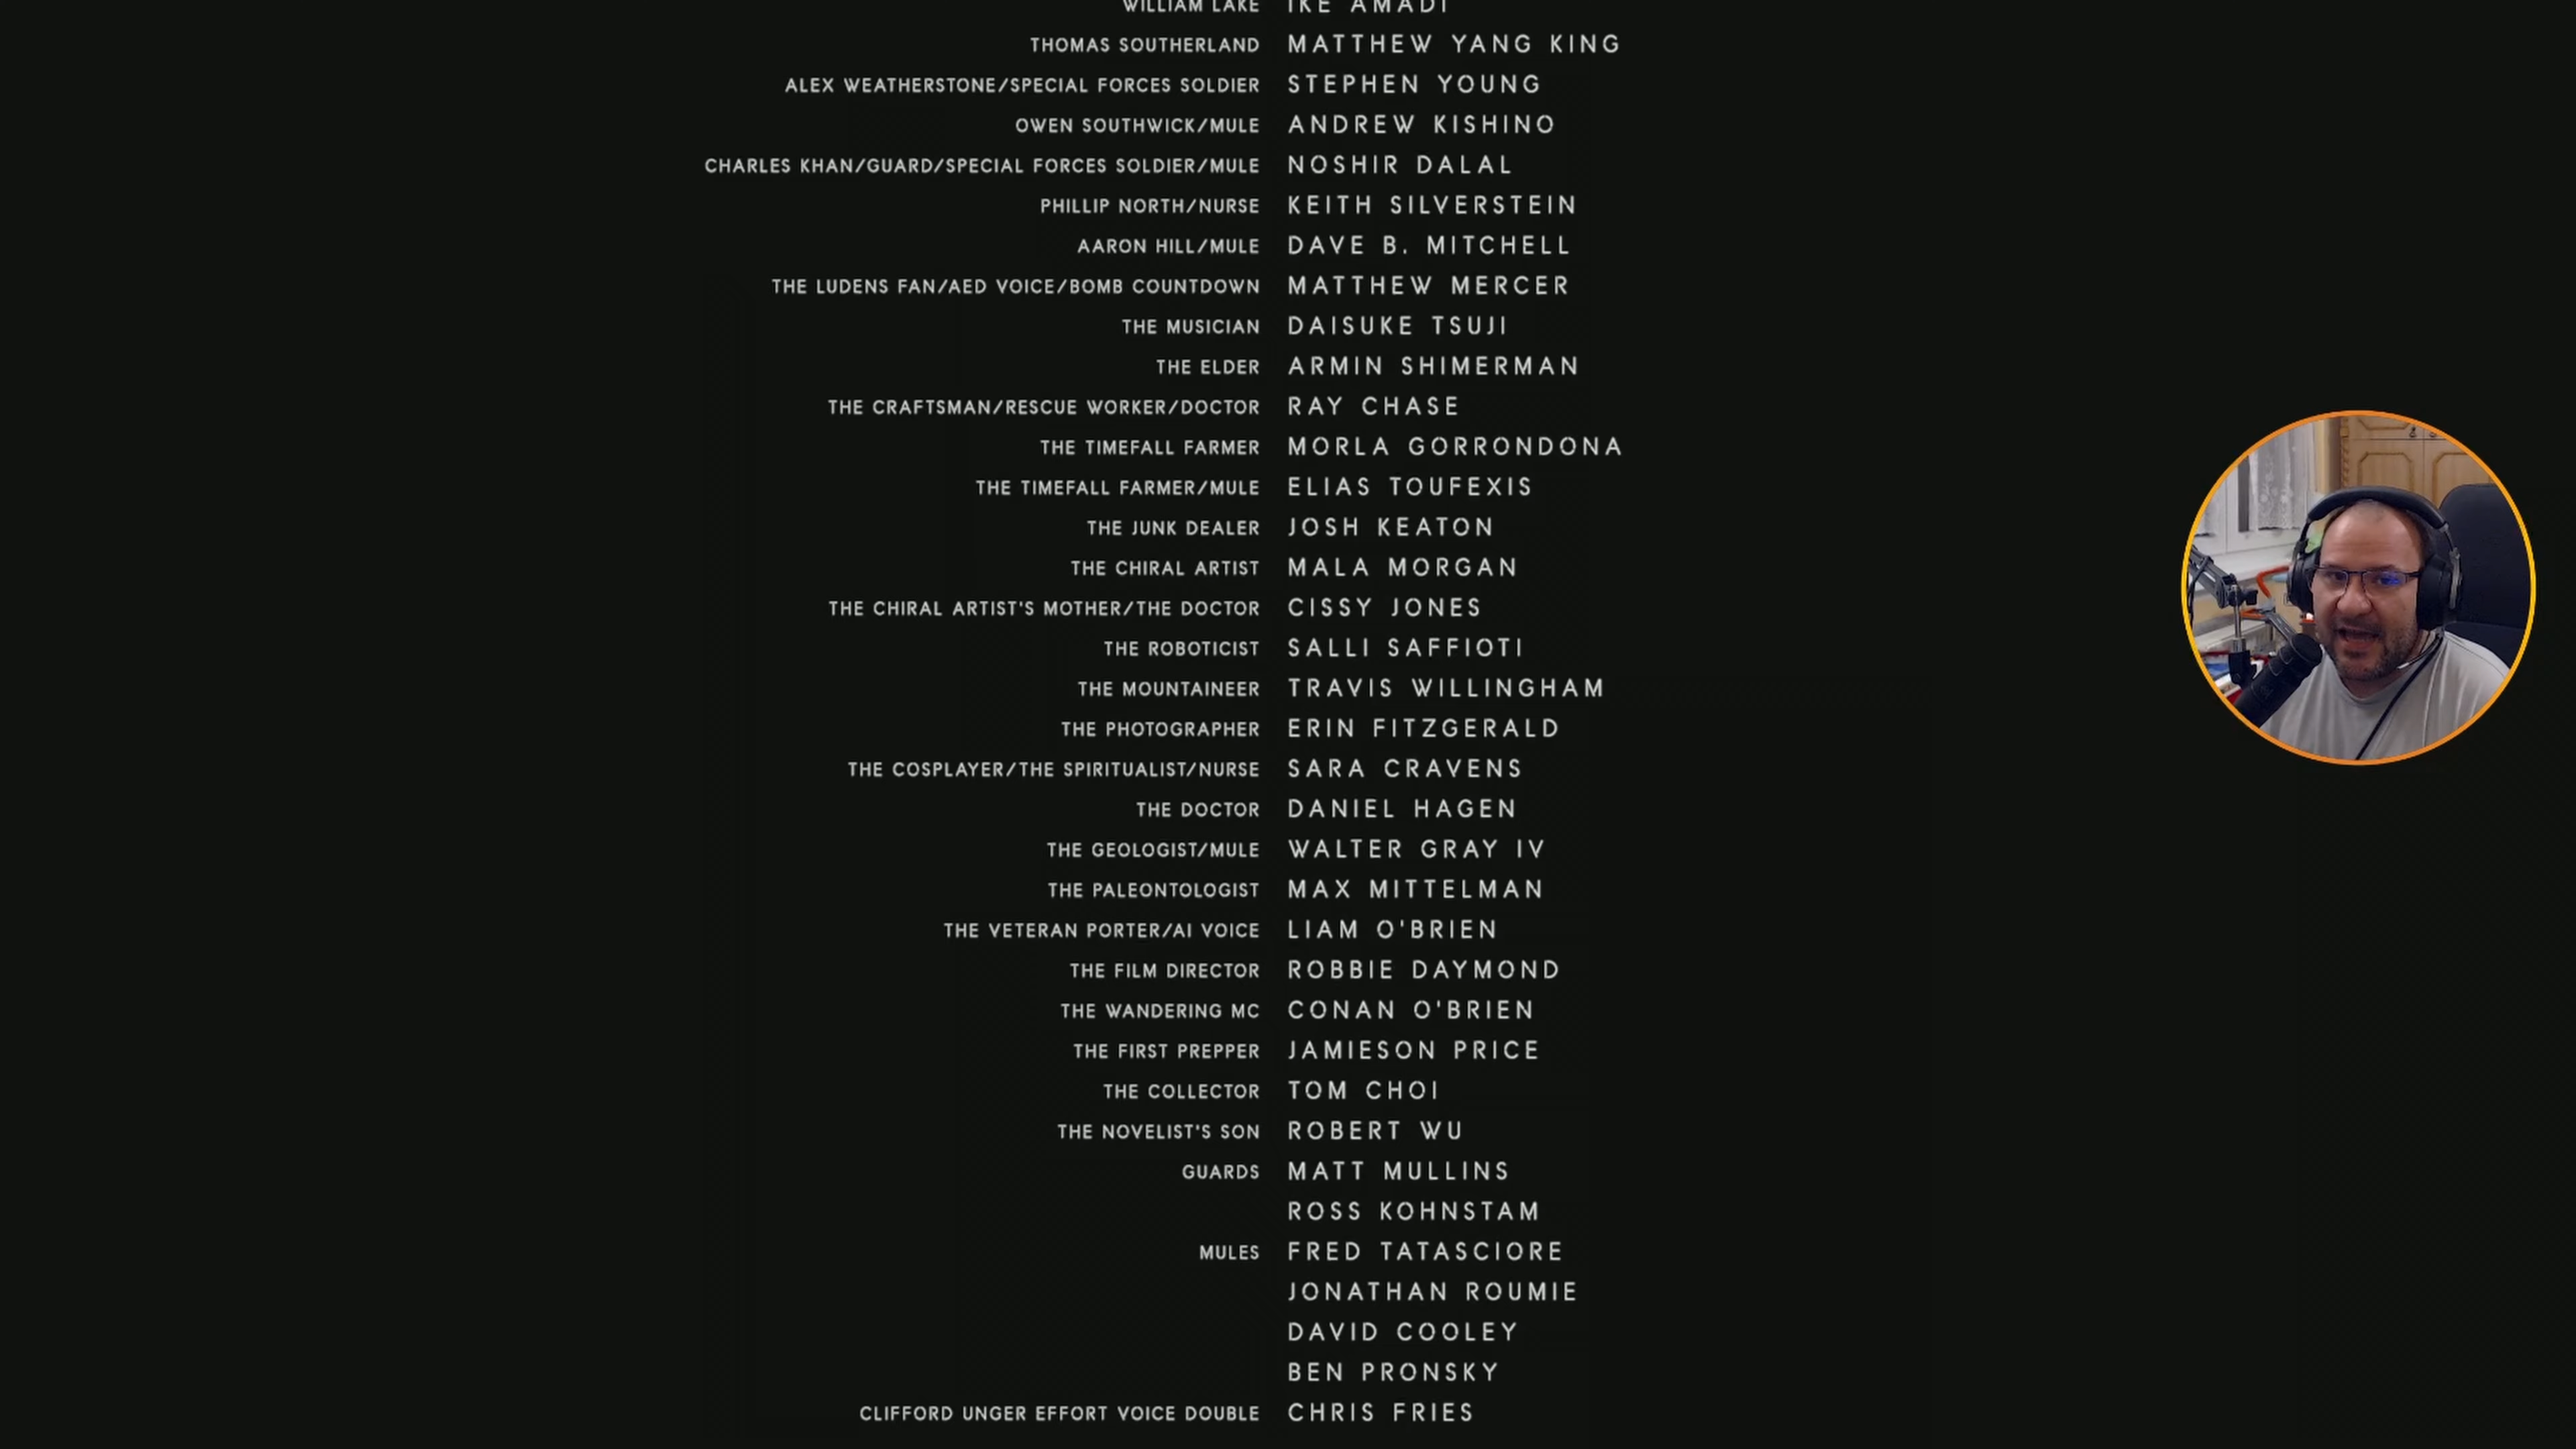 WILLIAM LAKE IKE AMADI
THOMAS SOUTHERLAND MATTHEW YANG KING
ALEX WEATHERSTONE/SPECIAL FORCES SOLDIER STEPHEN YOUNG
OWEN SOUTHWICK/MULE ANDREW KISHINO
CHARLES KHAN/GUARD/SPECIAL FORCES SOLDIER/MULE NOSHIR DALAL
PHILLIP NORTH/NURSE KEITH SILVERSTEIN
AARON HILL/MULE DAVE B. MITCHELL
THE LUDENS FAN/AED VOICE/BOMB COUNTDOWN MATTHEW MERCER
THE MUSICIAN DAISUKE TSUJI
THE ELDER ARMIN SHIMERMAN
THE CRAFTSMAN/RESCUE WORKER/DOCTOR RAY CHASE
THE TIMEFALL FARMER MORLA GORRONDONA
THE TIMEFALL FARMER/MULE ELIAS TOUFEXIS
THE JUNK DEALER JOSH KEATON
THE CHIRAL ARTIST MALA MORGAN
THE CHIRAL ARTIST'S MOTHER/THE DOCTOR CISSY JONES
THE ROBOTICIST SALLI SAFFIOTI
THE MOUNTAINEER TRAVIS WILLINGHAM
THE PHOTOGRAPHER ERIN FITZGERALD
THE COSPLAYER/THE SPIRITUALIST/NURSE SARA CRAVENS
THE DOCTOR DANIEL HAGEN
THE GEOLOGIST/MULE WALTER GRAY IV
THE PALEONTOLOGIST MAX MITTELMAN
THE VETERAN PORTER/AI VOICE LIAM O'BRIEN
THE FILM DIRECTOR ROBBIE DAYMOND
THE WANDERING MC CONAN O'BRIEN
THE FIRST PREPPER JAMIESON PRICE
THE COLLECTOR TOM CHOI
THE NOVELIST'S SON ROBERT WU
GUARDS MATT MULLINS
ROSS KOHNSTAM
MULES FRED TATASCIORE
JONATHAN ROUMIE
DAVID COOLEY
BEN PRONSKY
CLIFFORD UNGER EFFORT VOICE DOUBLE CHRIS FRIES